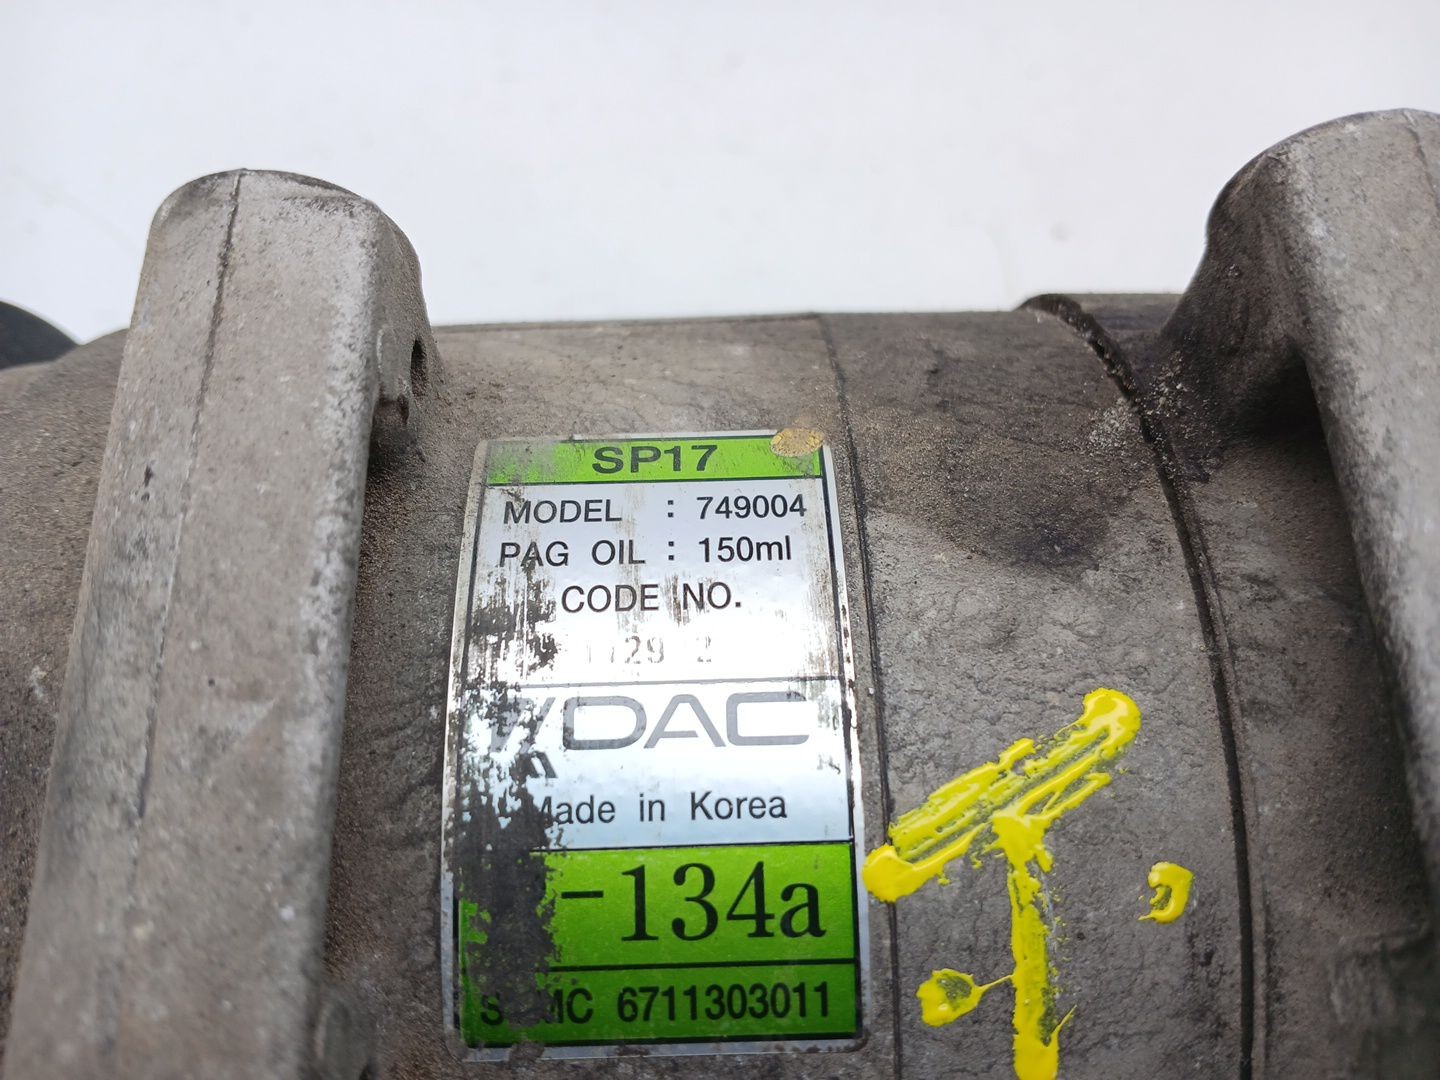 SP17
MODEL : 749004
PAG OIL : 150ml
CODE NO.
DAC
Made in Korea
-134a
6711303011